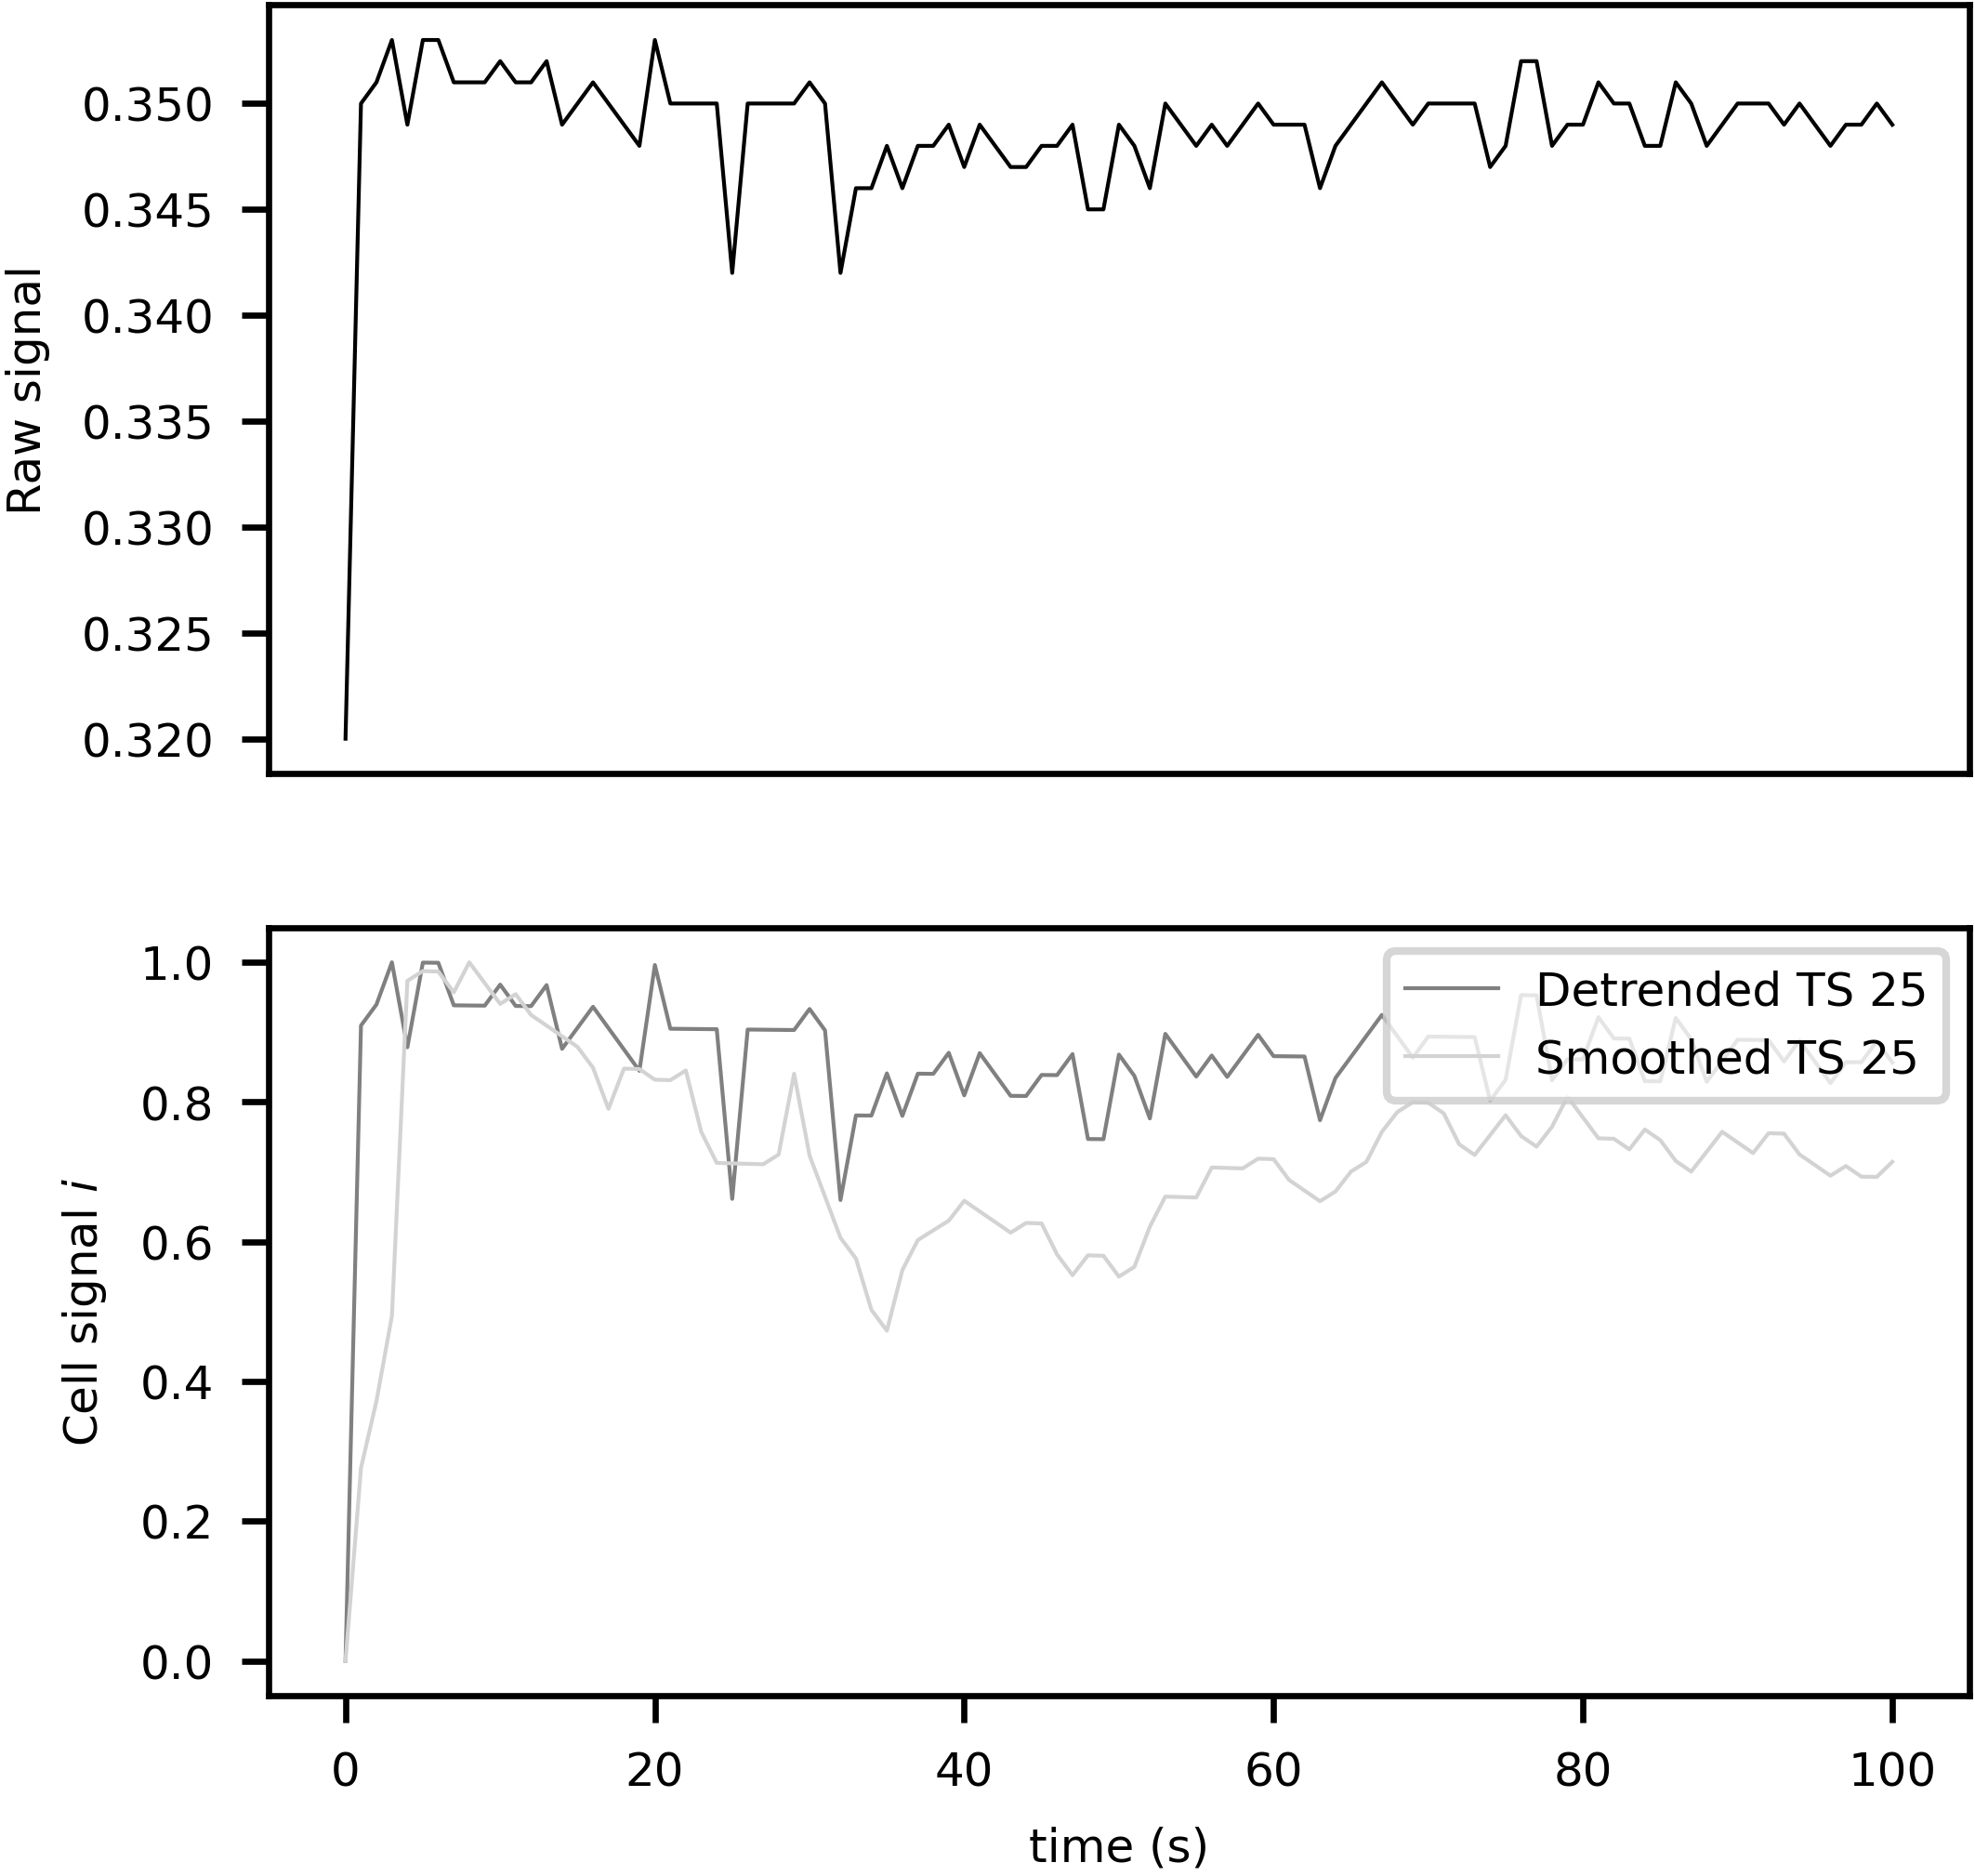 Raw signal
0.350
0.345
0.340
0.335
0.330
0.325
0.320
Cell signal i
1.0
0.8
0.6
0.4
0.2
0.0
Detrended TS 25
Smoothed TS 25
0 20 40 60 80 100
time (s)